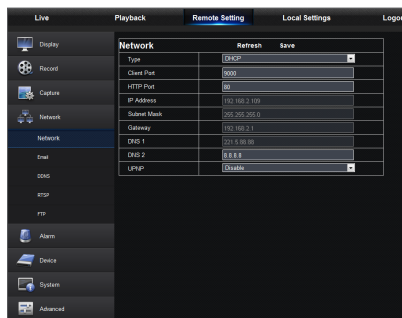 Live Playback Remote Setting Local Settings Logou
Display
Record
Capture
Network
Network
Email
DDNS
RTSP
FTP
Alarm
Device
System
Advanced
Network Refresh Save
Type DHCP
Client Port 9000
HTTP Port 80
IP Address 192.168.2.109
Subnet Mask 255.255.255.0
Gateway 192.168.2.1
DNS 1 221.5.88.88
DNS 2 8.8.8.8
UPNP Disable